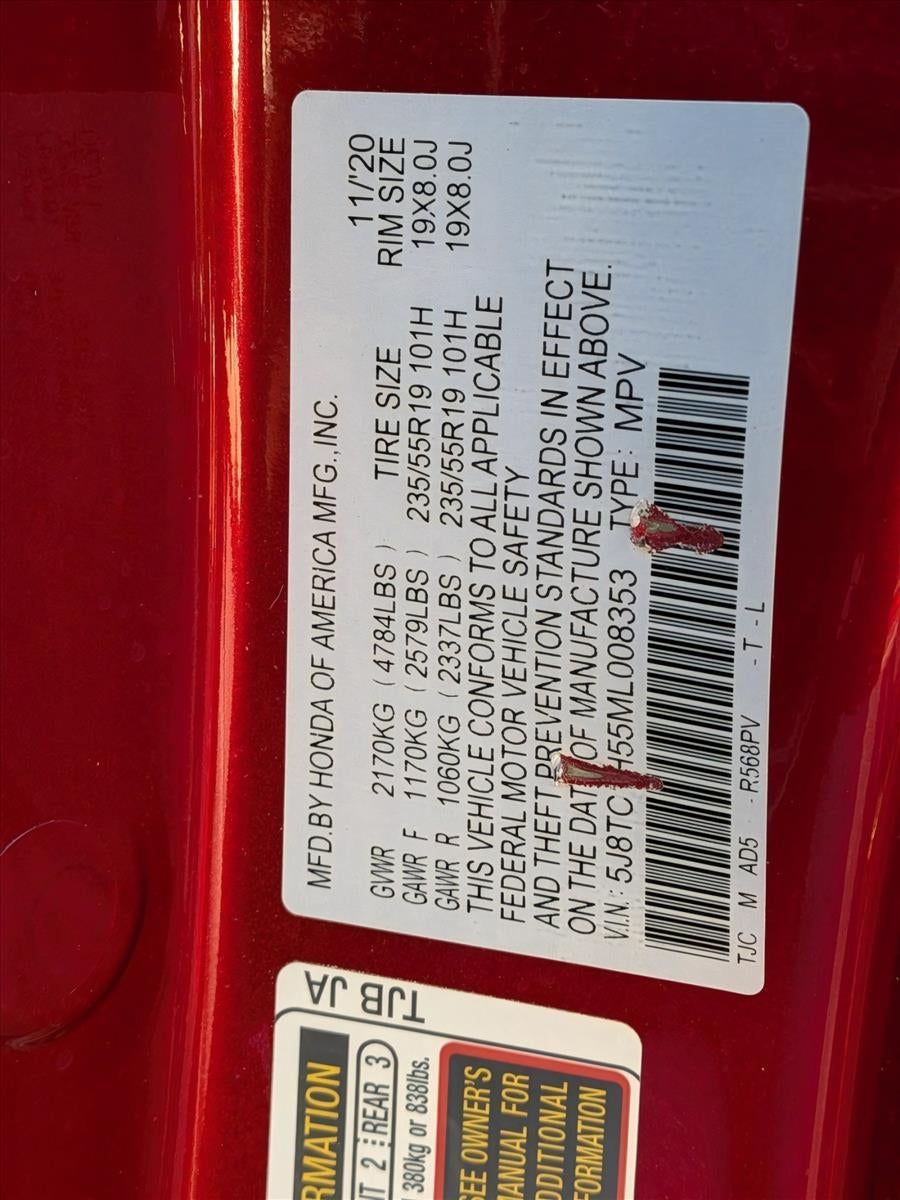 MFD.BY HONDA OF AMERICA MFG.,INC.
11/'20
GVWR 2170KG ( 4784LBS ) TIRE SIZE RIM SIZE
GAWR F 1170KG ( 2579LBS ) 235/55R19 101H 19X8.0J
GAWR R 1060KG ( 2337LBS ) 235/55R19 101H 19X8.0J
THIS VEHICLE CONFORMS TO ALL APPLICABLE
FEDERAL MOTOR VEHICLE SAFETY
AND THEFT PREVENTION STANDARDS IN EFFECT
ON THE DAT OF MANUFACTURE SHOWN ABOVE.
V.I.N.: 5J8TC H55ML008353 TYPE: MPV
TJC M AD5 - R568PV - T - L
TJB JA
RMATION
IT 2 REAR 3
380kg or 838lbs.
SEE OWNER'S
MANUAL FOR
ADDITIONAL
FORMATION